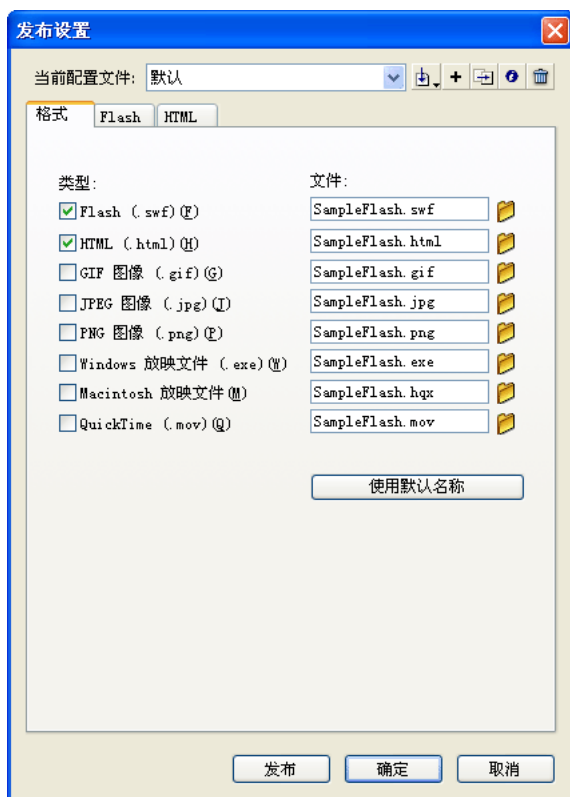 发布设置
当前配置文件: 默认
格式 Flash HTML
类型: 文件:
Flash (.swf)(F) SampleFlash.swf
HTML (.html)(H) SampleFlash.html
GIF 图像 (.gif)(G) SampleFlash.gif
JPEG 图像 (.jpg)(J) SampleFlash.jpg
PNG 图像 (.png)(P) SampleFlash.png
Windows 放映文件 (.exe)(W) SampleFlash.exe
Macintosh 放映文件(M) SampleFlash.hqx
QuickTime (.mov)(Q) SampleFlash.mov
使用默认名称
发布 确定 取消